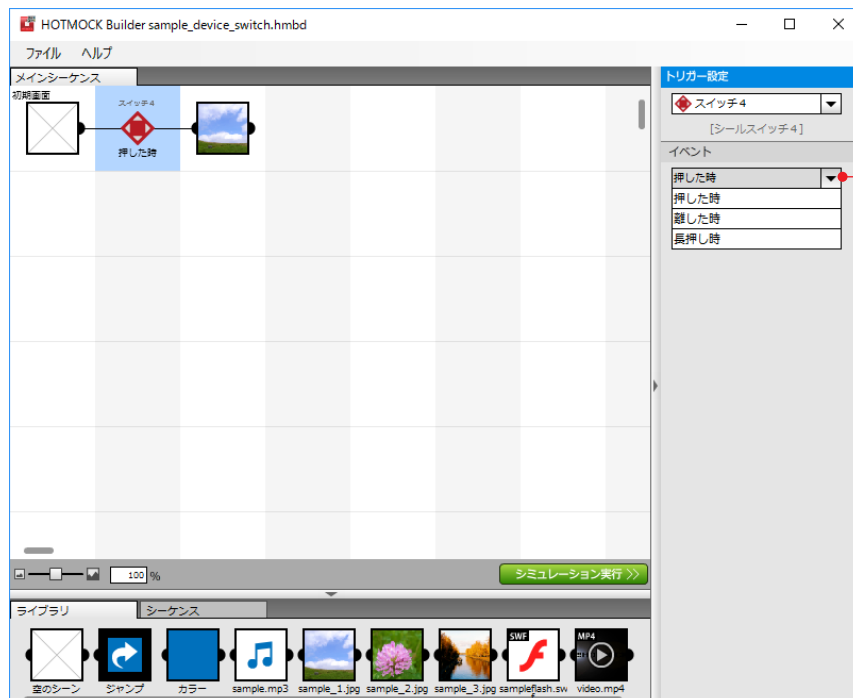 HOTMOCK Builder sample_device_switch.hmbd
ファイル ヘルプ
メインシーケンス
初期画面
スイッチ4
押した時
トリガー設定
スイッチ4
[シールスイッチ4]
イベント
押した時
押した時
離した時
長押し時
100 %
シミュレーション実行 >>
ライブラリ シーケンス
SWF
MP4
空のシーン ジャンプ カラー sample.mp3 sample_1.jpg sample_2.jpg sample_3.jpg sampleflash.sw video.mp4